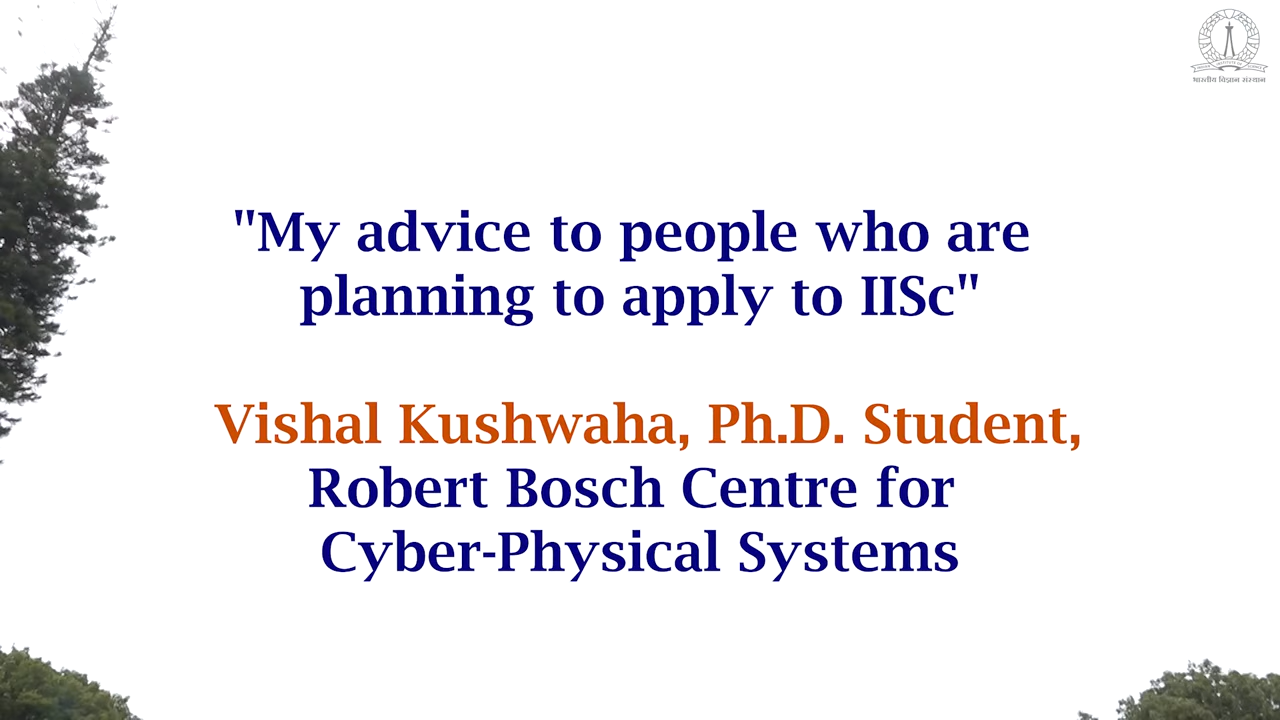 "My advice to people who are
planning to apply to IISc"
Vishal Kushwaha, Ph.D. Student,
Robert Bosch Centre for
Cyber-Physical Systems
भारतीय विज्ञान संस्थान